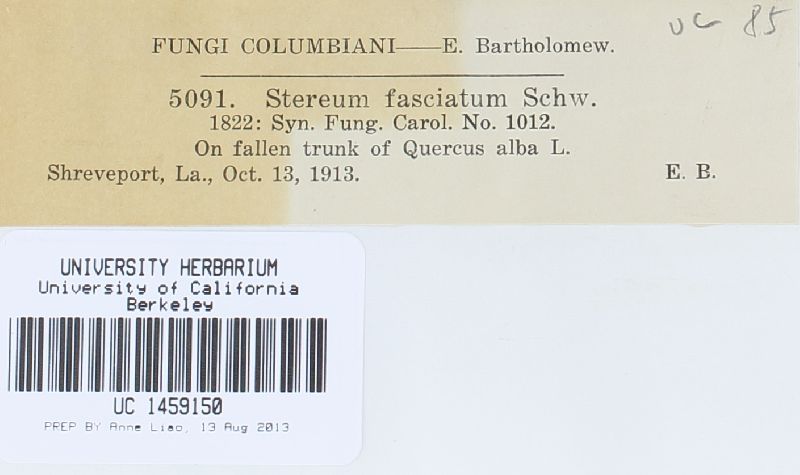 UC 85
FUNGI COLUMBIANI——E. Bartholomew.
5091. Stereum fasciatum Schw.
1822: Syn. Fung. Carol. No. 1012.
On fallen trunk of Quercus alba L.
Shreveport, La., Oct. 13, 1913. E. B.
UNIVERSITY HERBARIUM
University of California
Berkeley
UC 1459150
PREP BY Anne Liao, 13 Aug 2013